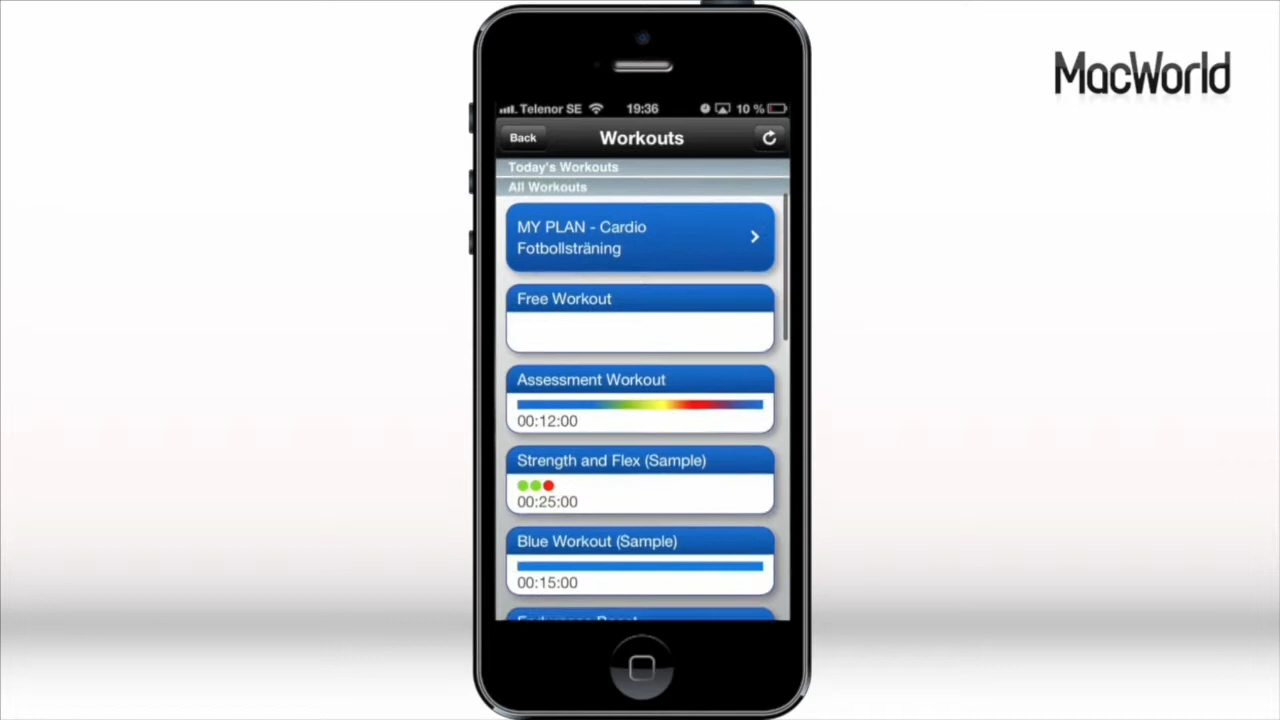 MacWorld
Telenor SE 19:36 10 %
Back Workouts
Today's Workouts
All Workouts
MY PLAN - Cardio
Fotbollsträning
Free Workout
Assessment Workout
00:12:00
Strength and Flex (Sample)
00:25:00
Blue Workout (Sample)
00:15:00